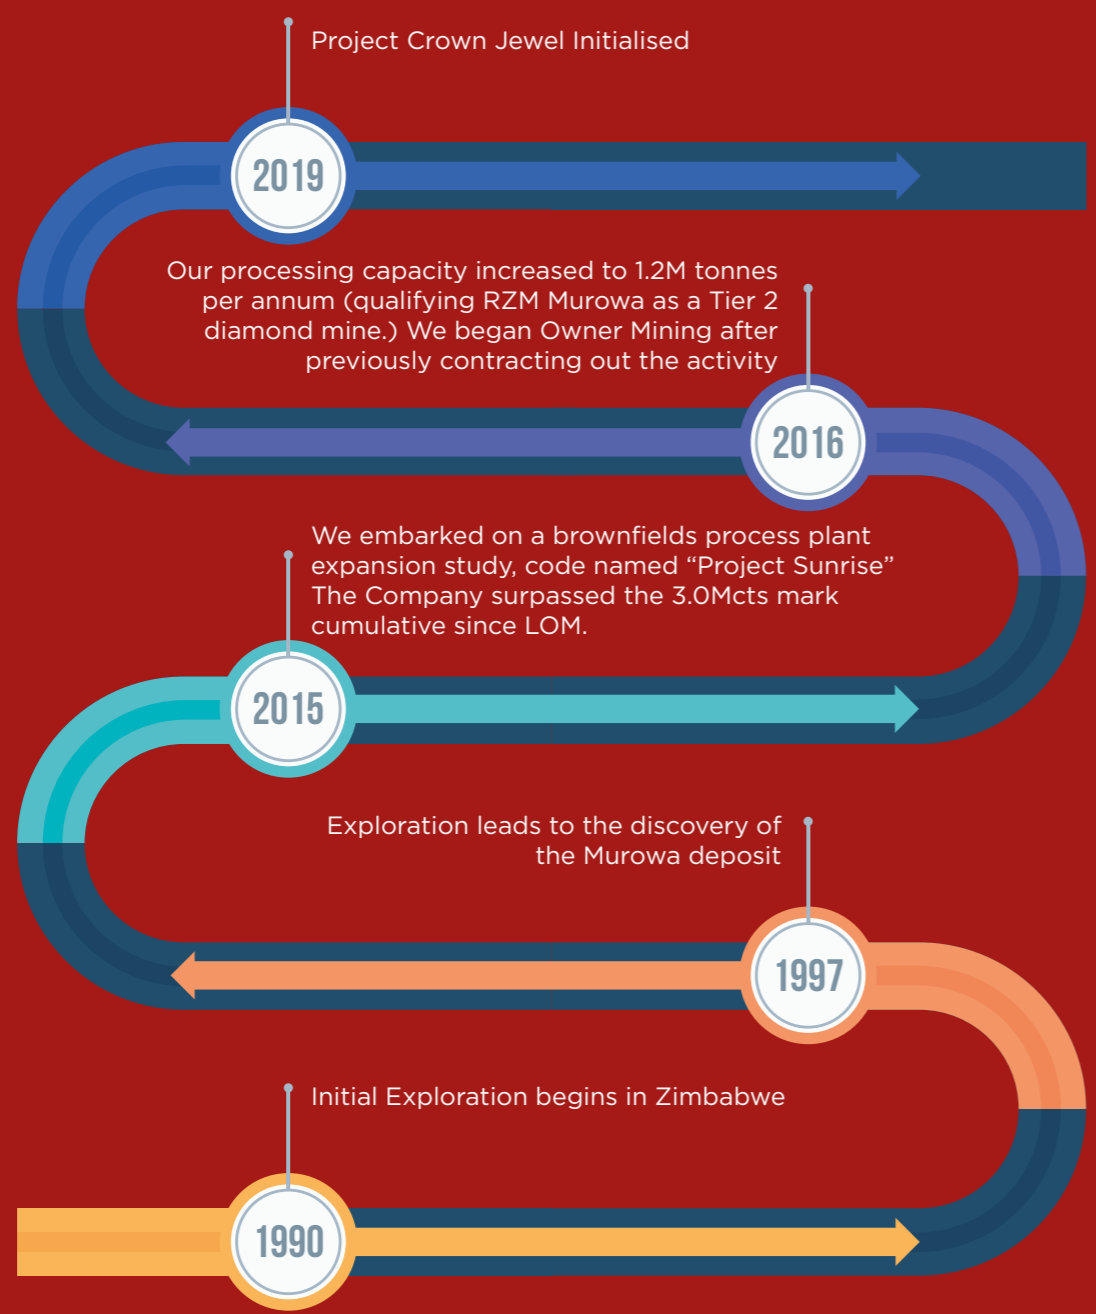 Project Crown Jewel Initialised
2019
Our processing capacity increased to 1.2M tonnes
per annum (qualifying RZM Murowa as a Tier 2
diamond mine.) We began Owner Mining after
previously contracting out the activity
2016
We embarked on a brownfields process plant
expansion study, code named “Project Sunrise”
The Company surpassed the 3.0Mcts mark
cumulative since LOM.
2015
Exploration leads to the discovery of
the Murowa deposit
1997
Initial Exploration begins in Zimbabwe
1990